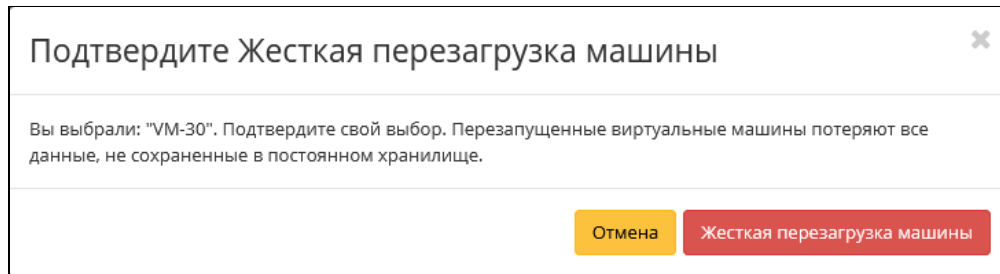 Подтвердите Жесткая перезагрузка машины
Вы выбрали: "VM-30". Подтвердите свой выбор. Перезапущенные виртуальные машины потеряют все
данные, не сохраненные в постоянном хранилище.
Отмена
Жесткая перезагрузка машины